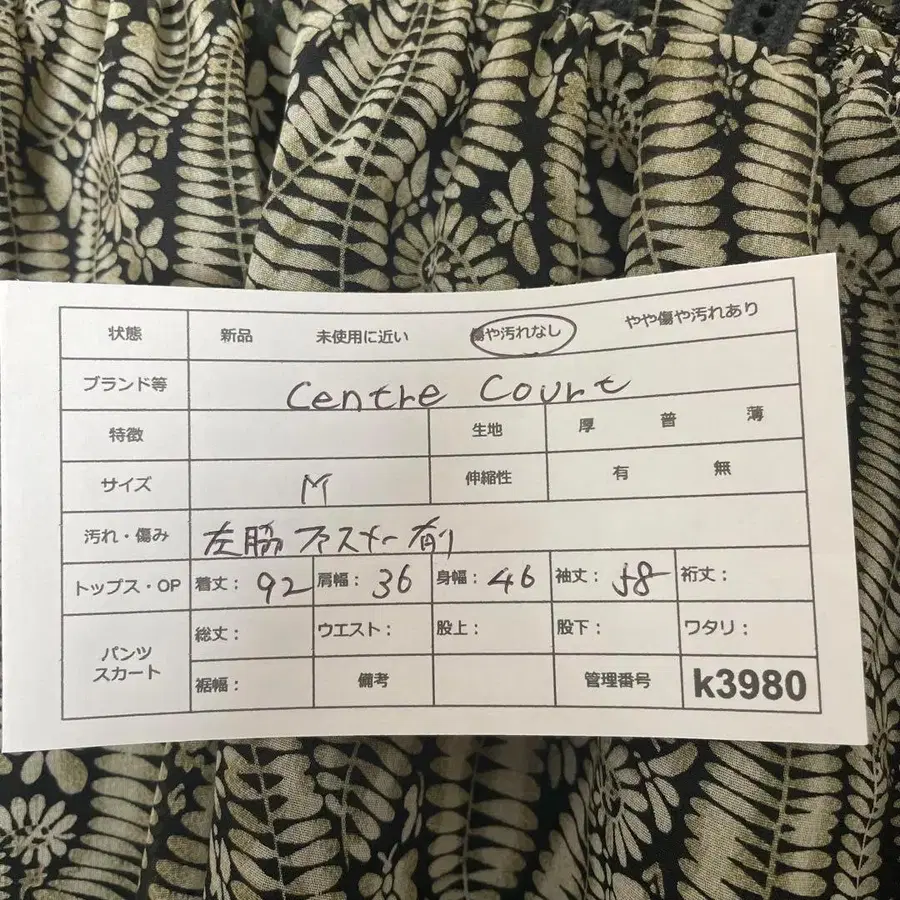 状態 新品 未使用に近い 傷や汚れなし やや傷や汚れあり
ブランド等 Centre Court
特徴 生地 厚 普 薄
サイズ M 伸縮性 有 無
汚れ・傷み 左脇ファスナー有り
トップス・OP 着丈: 92 肩幅: 36 身幅: 46 袖丈: 58 裄丈:
パンツ スカート 総丈: ウエスト: 股上: 股下: ワタリ:
裾幅: 備考 管理番号 k3980